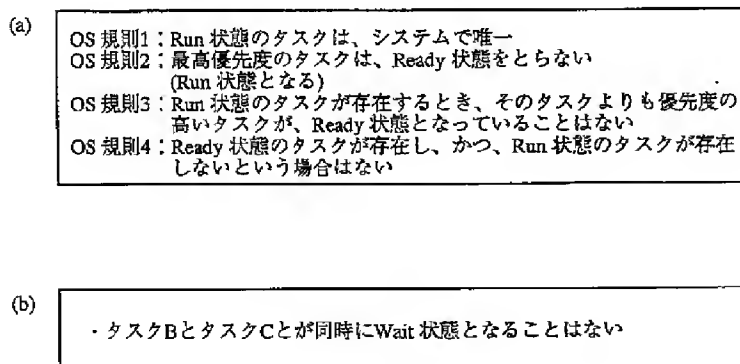 (a)
OS 規則1：Run 状態のタスクは、システムで唯一
OS 規則2：最高優先度のタスクは、Ready 状態をとらない
(Run 状態となる)
OS 規則3：Run 状態のタスクが存在するとき、そのタスクよりも優先度の
高いタスクが、Ready 状態となっていることはない
OS 規則4：Ready 状態のタスクが存在し、かつ、Run 状態のタスクが存在
しないという場合はない
(b)
・タスクBとタスクCとが同時にWait 状態となることはない